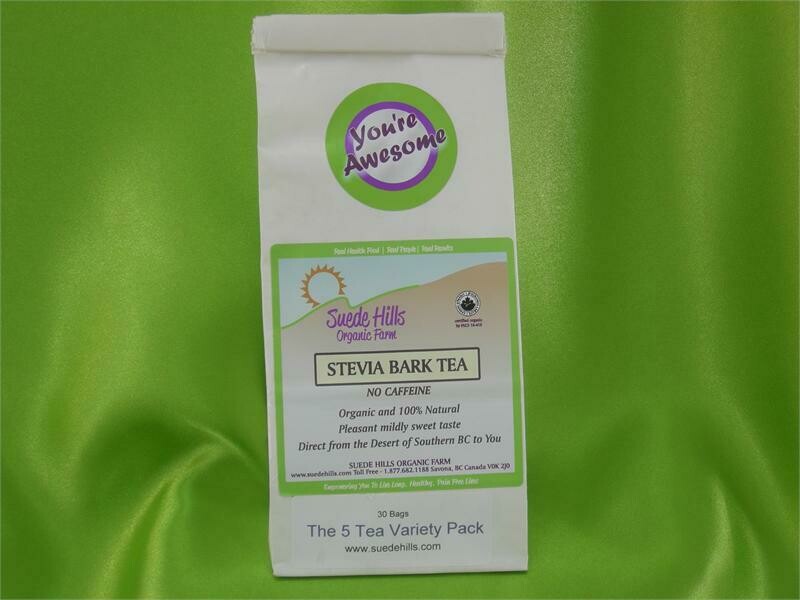 You're
Awesome
Real Health Food | Real People | Real Results
Suede Hills
Organic Farm
certified organic
STEVIA BARK TEA
NO CAFFEINE
Organic and 100% Natural
Pleasant mildly sweet taste
Direct from the Desert of Southern BC to You
SUEDE HILLS ORGANIC FARM
www.suedehills.com Toll Free - 1.877.682.1188 Savona, BC Canada V0K 2J0
Empowering You To Live Long, Healthy, Pain Free Lives
30 Bags
The 5 Tea Variety Pack
www.suedehills.com